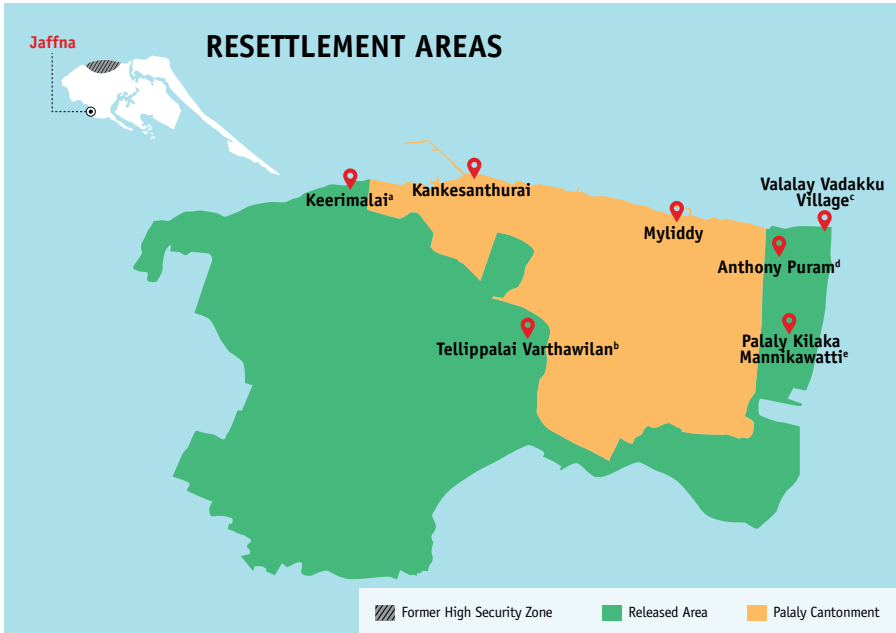 RESETTLEMENT AREAS
Jaffna
Keerimalaiᵃ
Kankesanthurai
Myliddy
Valalay Vadakku
Villageᶜ
Anthony Puramᵈ
Tellippalai Varthawilanᵇ
Palaly Kilaka
Mannikawattiᵉ
Former High Security Zone
Released Area
Palaly Cantonment